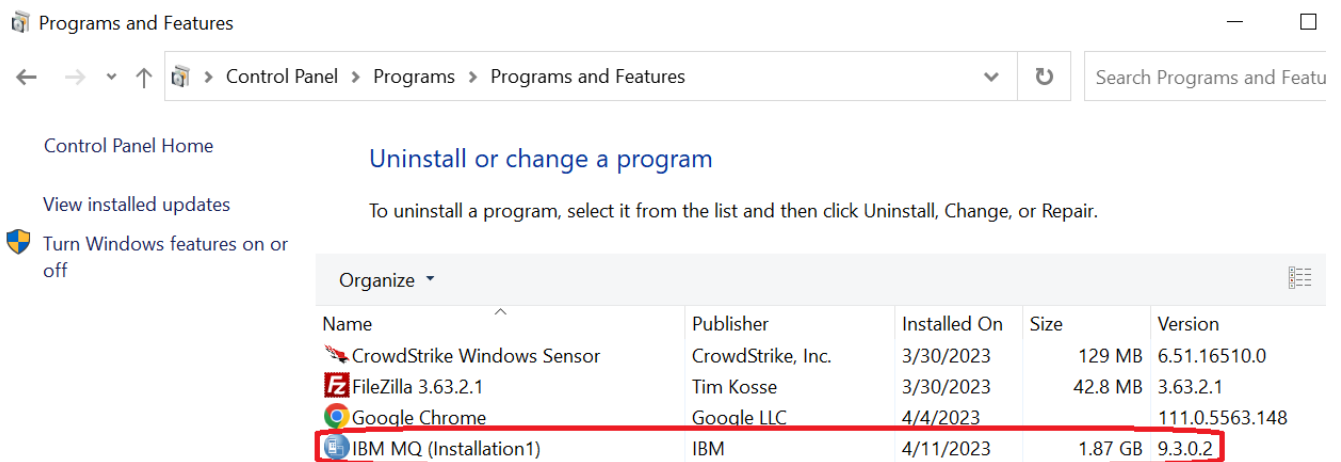 Programs and Features
Control Panel > Programs > Programs and Features
Search Programs and Featu
Control Panel Home
View installed updates
Turn Windows features on or
off
Uninstall or change a program
To uninstall a program, select it from the list and then click Uninstall, Change, or Repair.
Organize
Name Publisher Installed On Size Version
CrowdStrike Windows Sensor CrowdStrike, Inc. 3/30/2023 129 MB 6.51.16510.0
FileZilla 3.63.2.1 Tim Kosse 3/30/2023 42.8 MB 3.63.2.1
Google Chrome Google LLC 4/4/2023 111.0.5563.148
IBM MQ (Installation1) IBM 4/11/2023 1.87 GB 9.3.0.2